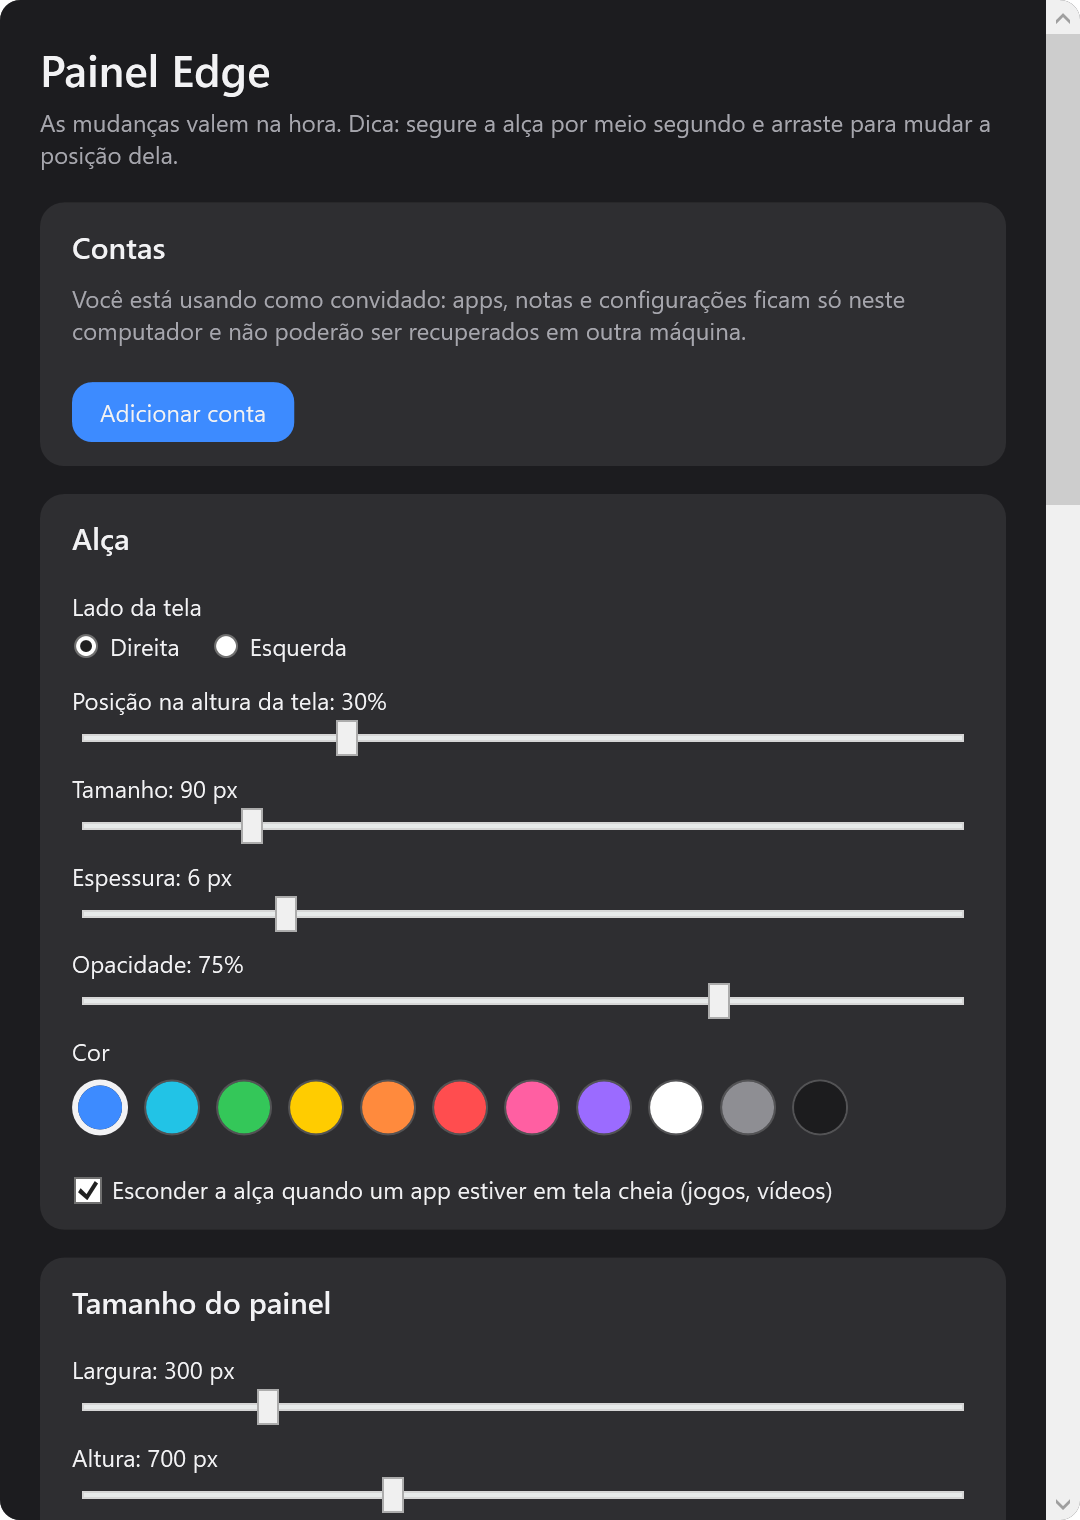 Painel Edge
As mudanças valem na hora. Dica: segure a alça por meio segundo e arraste para mudar a
posição dela.
Contas
Você está usando como convidado: apps, notas e configurações ficam só neste
computador e não poderão ser recuperados em outra máquina.
Adicionar conta
Alça
Lado da tela
Direita Esquerda
Posição na altura da tela: 30%
Tamanho: 90 px
Espessura: 6 px
Opacidade: 75%
Cor
Esconder a alça quando um app estiver em tela cheia (jogos, vídeos)
Tamanho do painel
Largura: 300 px
Altura: 700 px